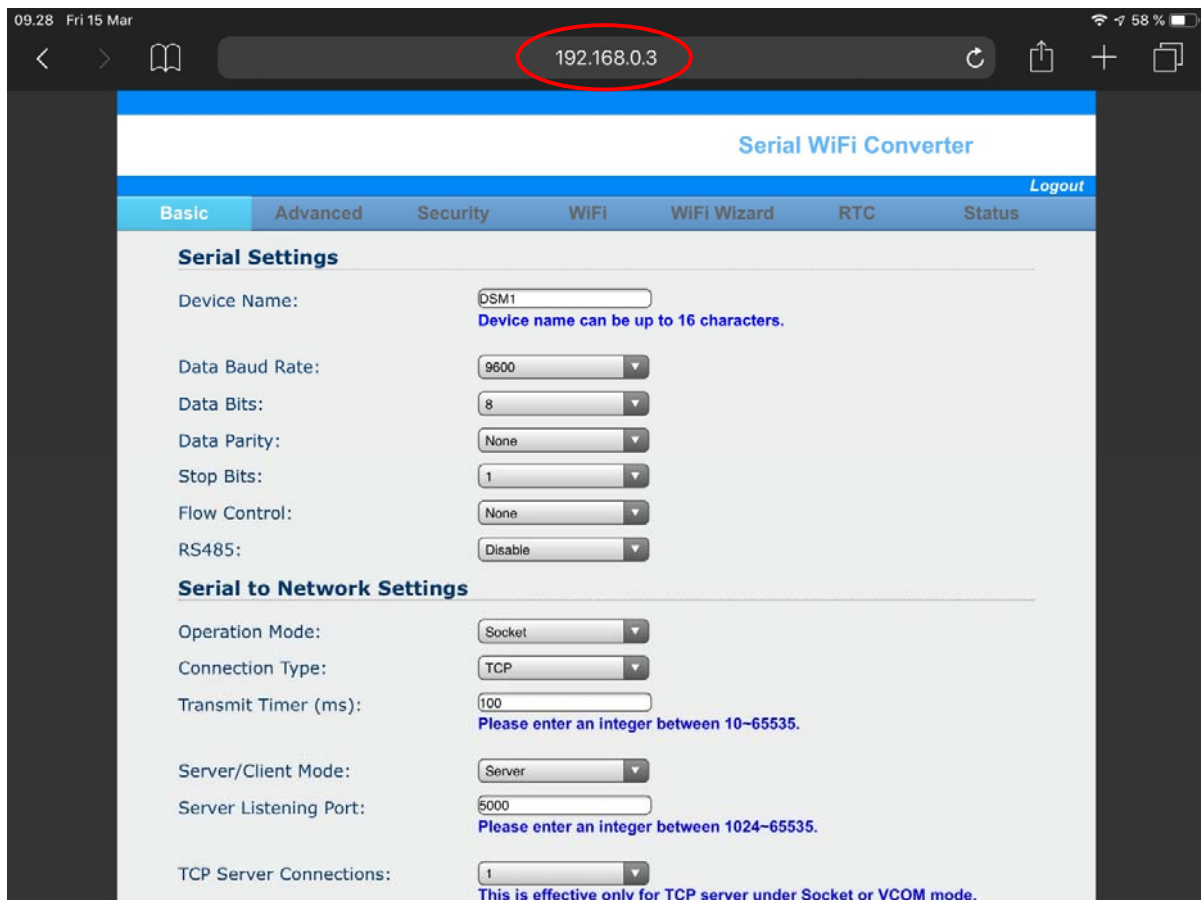 09.28 Fri 15 Mar
58 %
192.168.0.3
Serial WiFi Converter
Logout
Basic Advanced Security WiFi WiFi Wizard RTC Status
Serial Settings
Device Name: DSM1
Device name can be up to 16 characters.
Data Baud Rate: 9600
Data Bits: 8
Data Parity: None
Stop Bits: 1
Flow Control: None
RS485: Disable
Serial to Network Settings
Operation Mode: Socket
Connection Type: TCP
Transmit Timer (ms): 100
Please enter an integer between 10~65535.
Server/Client Mode: Server
Server Listening Port: 5000
Please enter an integer between 1024~65535.
TCP Server Connections: 1
This is effective only for TCP server under Socket or VCOM mode.